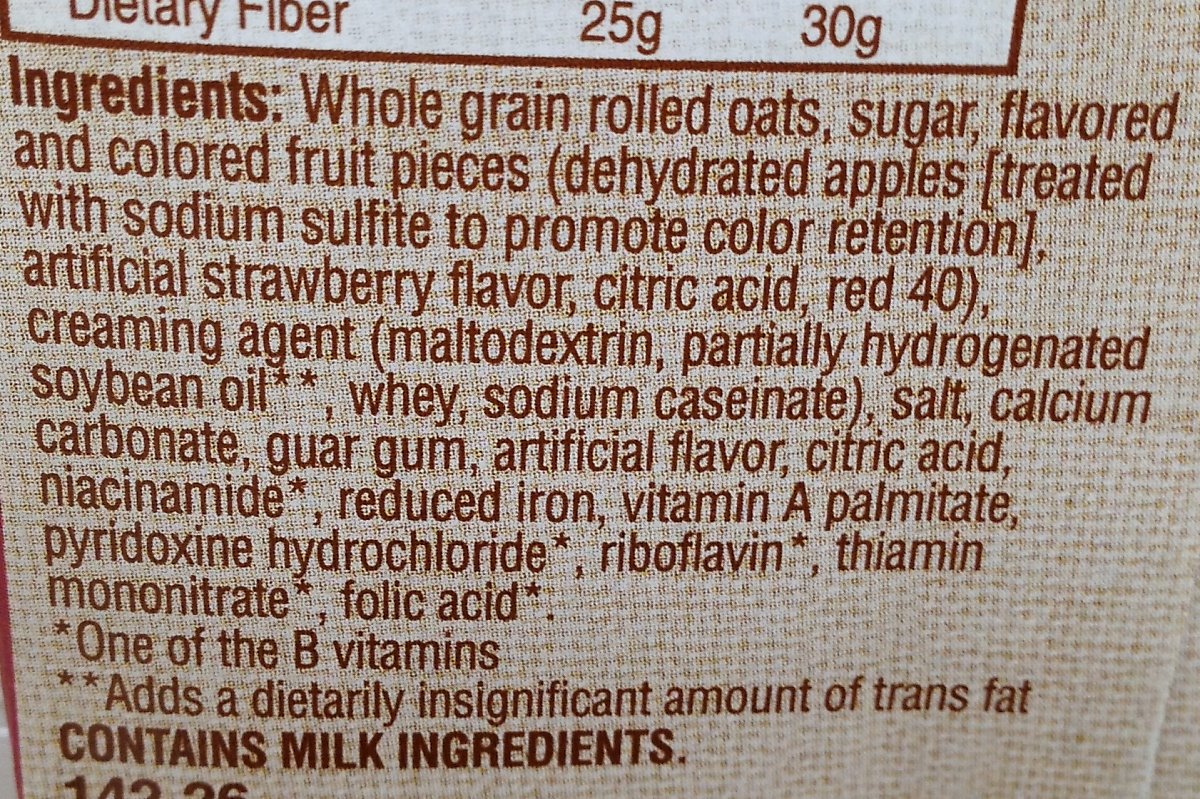 Dietary Fiber 25g 30g
Ingredients: Whole grain rolled oats, sugar, flavored
and colored fruit pieces (dehydrated apples [treated
with sodium sulfite to promote color retention],
artificial strawberry flavor, citric acid, red 40),
creaming agent (maltodextrin, partially hydrogenated
soybean oil**, whey, sodium caseinate), salt, calcium
carbonate, guar gum, artificial flavor, citric acid,
niacinamide*, reduced iron, vitamin A palmitate,
pyridoxine hydrochloride*, riboflavin*, thiamin
mononitrate*, folic acid*.
*One of the B vitamins
**Adds a dietarily insignificant amount of trans fat
CONTAINS MILK INGREDIENTS.